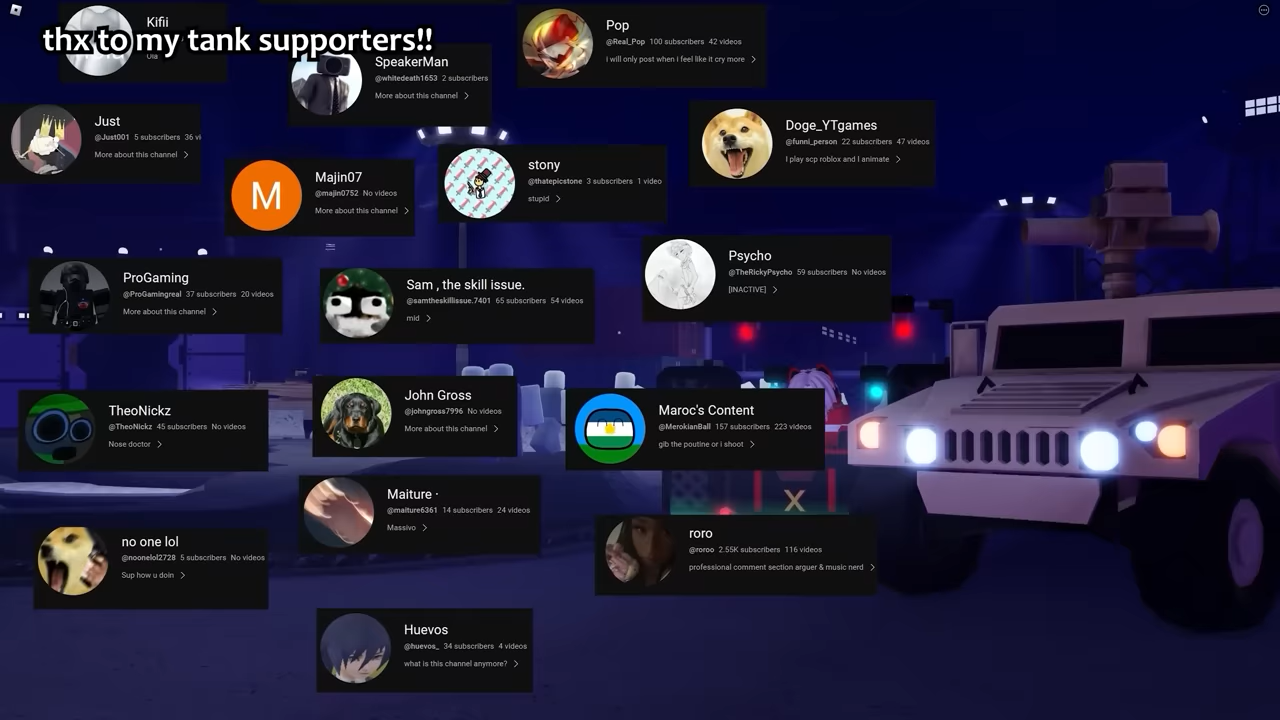 Kifii
thx to my tank supporters!!
Pop
@Real_Pop 100 subscribers 42 videos
i will only post when i feel like it cry more
SpeakerMan
@whitedeath1653 2 subscribers
More about this channel
Just
@Just001 5 subscribers 36 vi
More about this channel
Doge_YTgames
@funni_person 22 subscribers 47 videos
I play scp roblox and I animate
Majin07
@majin0752 No videos
More about this channel
M
stony
@thatepicstone 3 subscribers 1 video
stupid
Psycho
@TheRickyPsycho 59 subscribers No videos
[INACTIVE]
ProGaming
@ProGamingreal 37 subscribers 20 videos
More about this channel
Sam , the skill issue.
@samtheskillissue.7401 65 subscribers 54 videos
mid
TheoNickz
@TheoNickz 45 subscribers No videos
Nose doctor
John Gross
@johngross7996 No videos
More about this channel
Maroc's Content
@MerokianBall 157 subscribers 223 videos
gib the poutine or i shoot
Maiture ·
@maiture6361 14 subscribers 24 videos
Massivo
X
no one lol
@noonelol2728 5 subscribers No videos
Sup how u doin
roro
@roroo 2.55K subscribers 116 videos
professional comment section arguer & music nerd
Huevos
@huevos_ 34 subscribers 4 videos
what is this channel anymore?